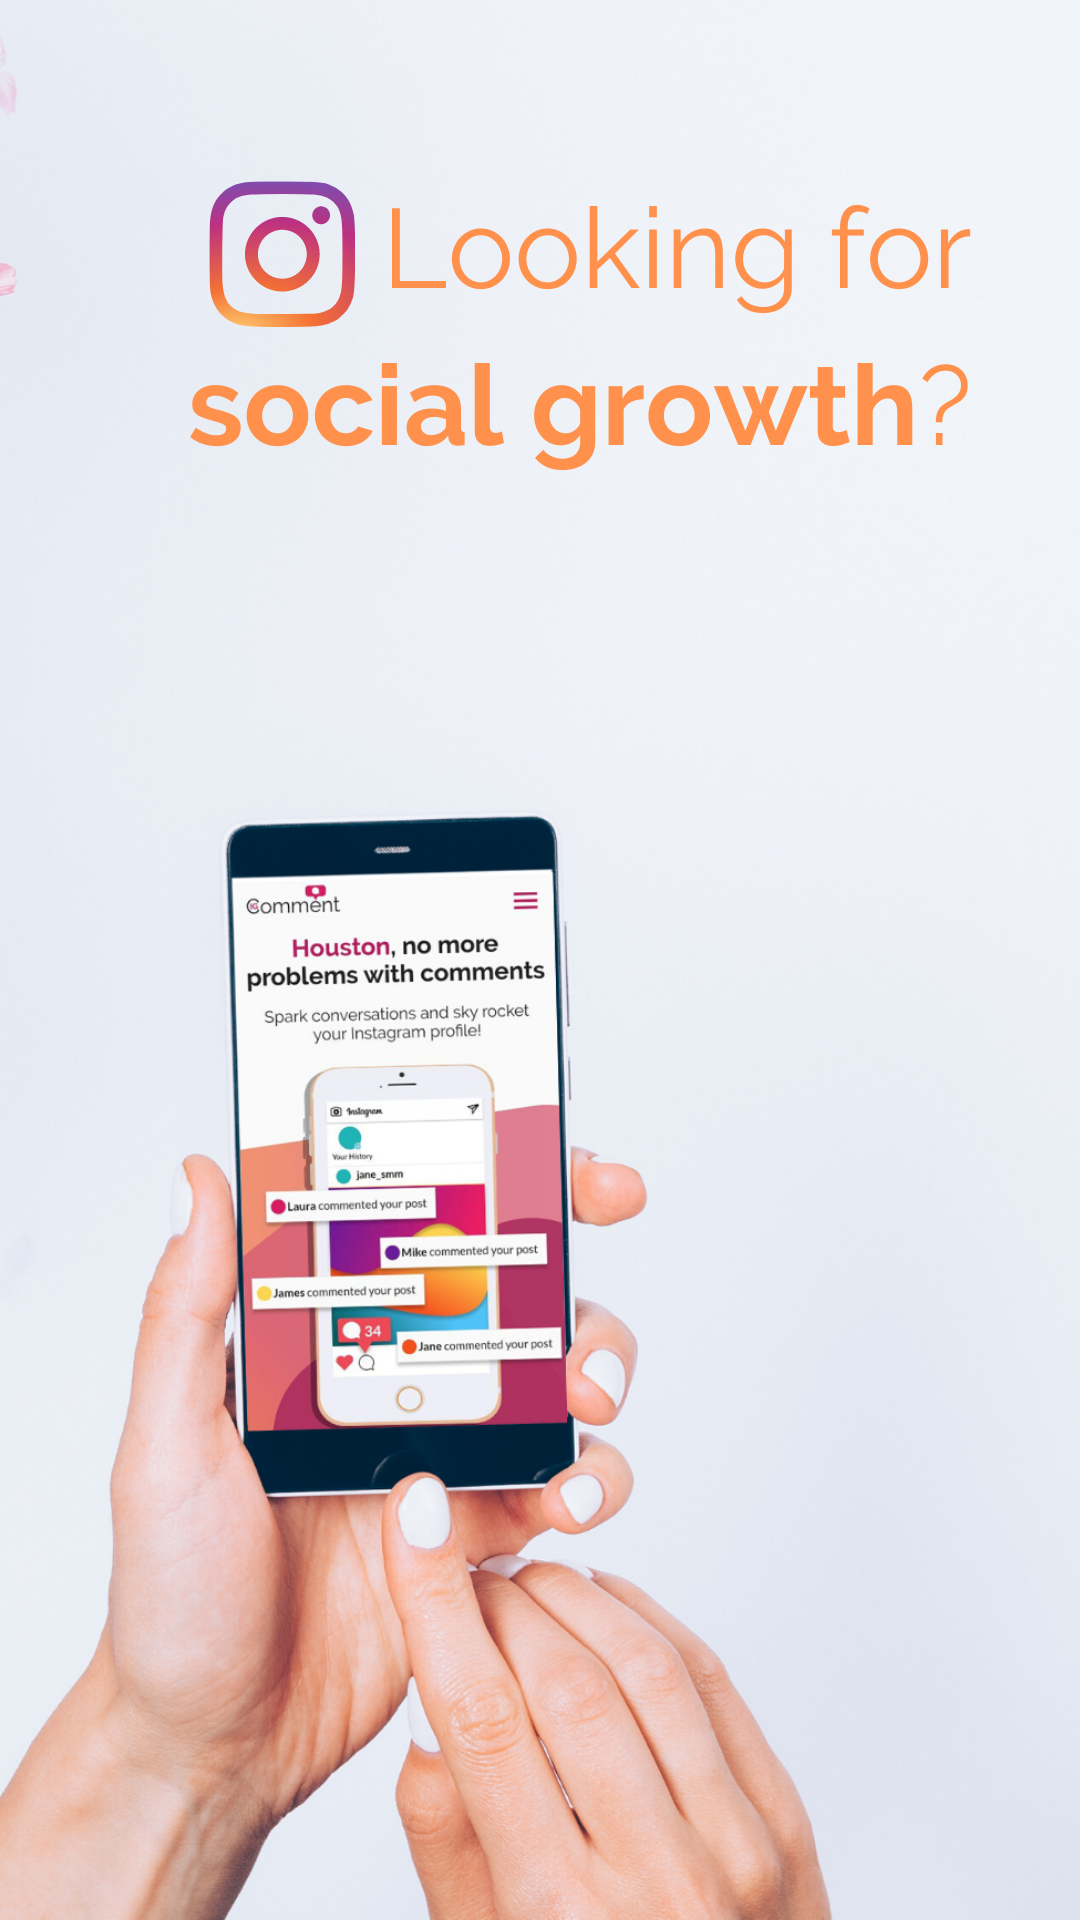 Looking for
social growth?
IGComment
Houston, no more
problems with comments
Spark conversations and sky rocket
your Instagram profile!
Instagram
Your History
jane_smm
Laura commented your post
Mike commented your post
James commented your post
34
Jane commented your post